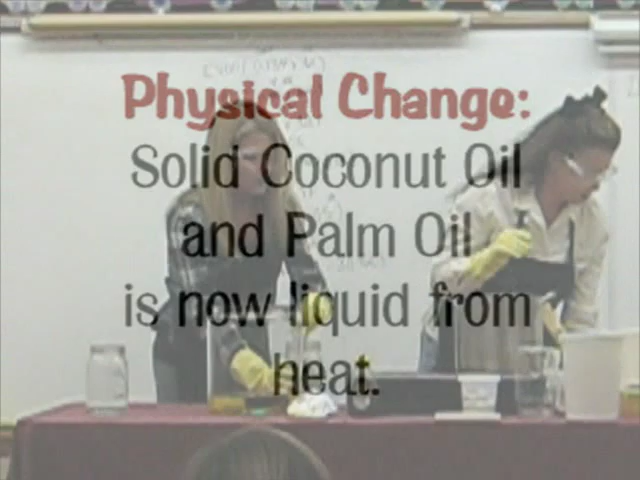 Physical Change:
Solid Coconut Oil
and Palm Oil
is now liquid from
heat.